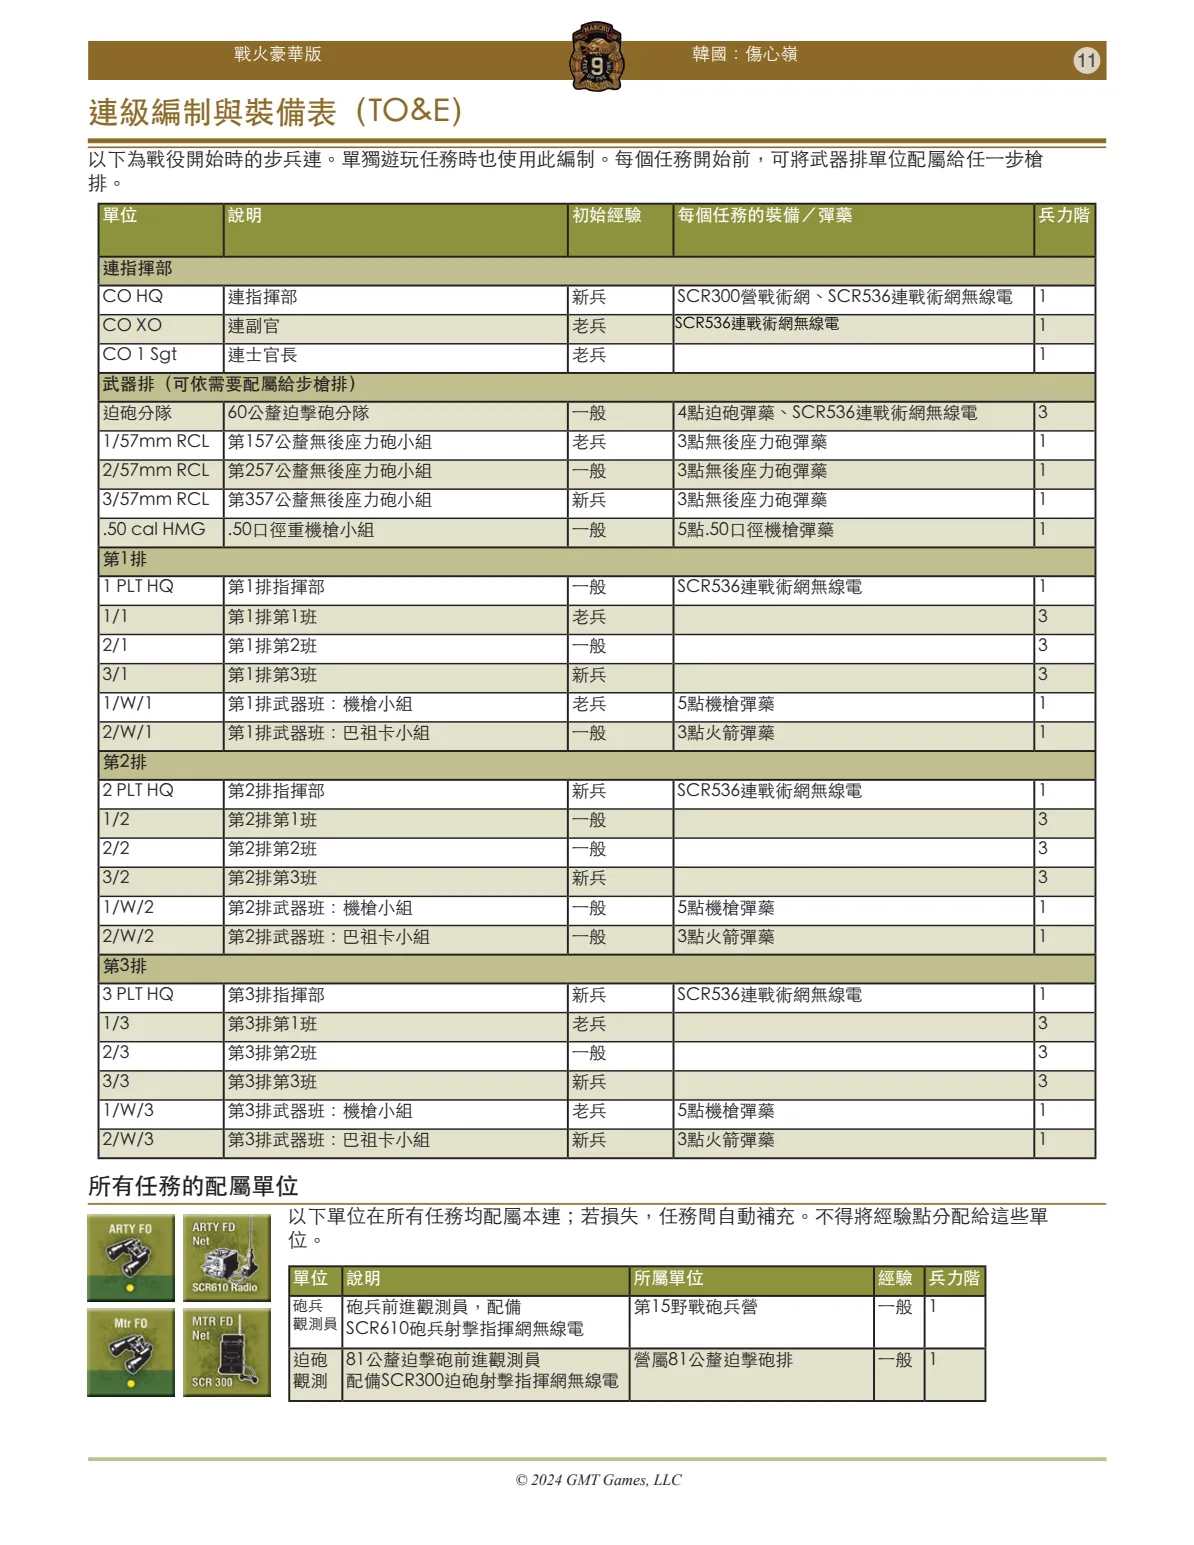 戰火豪華版
MANCHU
9
韓國：傷心嶺
11
連級編制與裝備表（TO&E）
以下為戰役開始時的步兵連。單獨遊玩任務時也使用此編制。每個任務開始前，可將武器排單位配屬給任一步槍
排。
單位 說明 初始經驗 每個任務的裝備／彈藥 兵力階
連指揮部
CO HQ 連指揮部 新兵 SCR300營戰術網、SCR536連戰術網無線電 1
CO XO 連副官 老兵 SCR536連戰術網無線電 1
CO 1 Sgt 連士官長 老兵 1
武器排（可依需要配屬給步槍排）
迫砲分隊 60公釐迫擊砲分隊 一般 4點迫砲彈藥、SCR536連戰術網無線電 3
1/57mm RCL 第157公釐無後座力砲小組 老兵 3點無後座力砲彈藥 1
2/57mm RCL 第257公釐無後座力砲小組 一般 3點無後座力砲彈藥 1
3/57mm RCL 第357公釐無後座力砲小組 新兵 3點無後座力砲彈藥 1
.50 cal HMG .50口徑重機槍小組 一般 5點.50口徑機槍彈藥 1
第1排
1 PLT HQ 第1排指揮部 一般 SCR536連戰術網無線電 1
1/1 第1排第1班 老兵 3
2/1 第1排第2班 一般 3
3/1 第1排第3班 新兵 3
1/W/1 第1排武器班：機槍小組 老兵 5點機槍彈藥 1
2/W/1 第1排武器班：巴祖卡小組 一般 3點火箭彈藥 1
第2排
2 PLT HQ 第2排指揮部 新兵 SCR536連戰術網無線電 1
1/2 第2排第1班 一般 3
2/2 第2排第2班 一般 3
3/2 第2排第3班 新兵 3
1/W/2 第2排武器班：機槍小組 一般 5點機槍彈藥 1
2/W/2 第2排武器班：巴祖卡小組 一般 3點火箭彈藥 1
第3排
3 PLT HQ 第3排指揮部 新兵 SCR536連戰術網無線電 1
1/3 第3排第1班 老兵 3
2/3 第3排第2班 一般 3
3/3 第3排第3班 新兵 3
1/W/3 第3排武器班：機槍小組 老兵 5點機槍彈藥 1
2/W/3 第3排武器班：巴祖卡小組 新兵 3點火箭彈藥 1
所有任務的配屬單位
ARTY FO
ARTY FD
Net
SCR610 Radio
Mtr FO
MTR FD
Net
SCR 300
以下單位在所有任務均配屬本連；若損失，任務間自動補充。不得將經驗點分配給這些單
位。
單位 說明 所屬單位 經驗 兵力階
砲兵 砲兵前進觀測員，配備 第15野戰砲兵營 一般 1
觀測員 SCR610砲兵射擊指揮網無線電
迫砲 81公釐迫擊砲前進觀測員 營屬81公釐迫擊砲排 一般 1
觀測 配備SCR300迫砲射擊指揮網無線電
© 2024 GMT Games, LLC